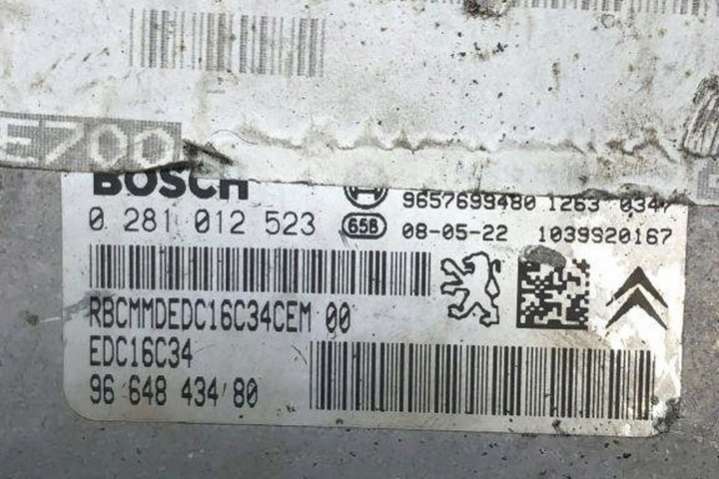 E700
BOSCH
9657699480 1263 0347
0 281 012 523
658
08-05-22 1039920167
RBCMMDEDC16C34CEM 00
EDC16C34
96 648 434 80